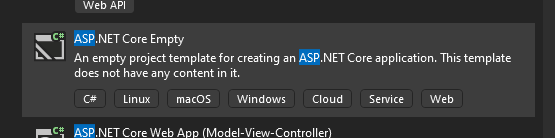 Web API
C#
ASP.NET Core Empty
An empty project template for creating an ASP.NET Core application. This template
does not have any content in it.
C# Linux macOS Windows Cloud Service Web
C#
ASP.NET Core Web App (Model-View-Controller)